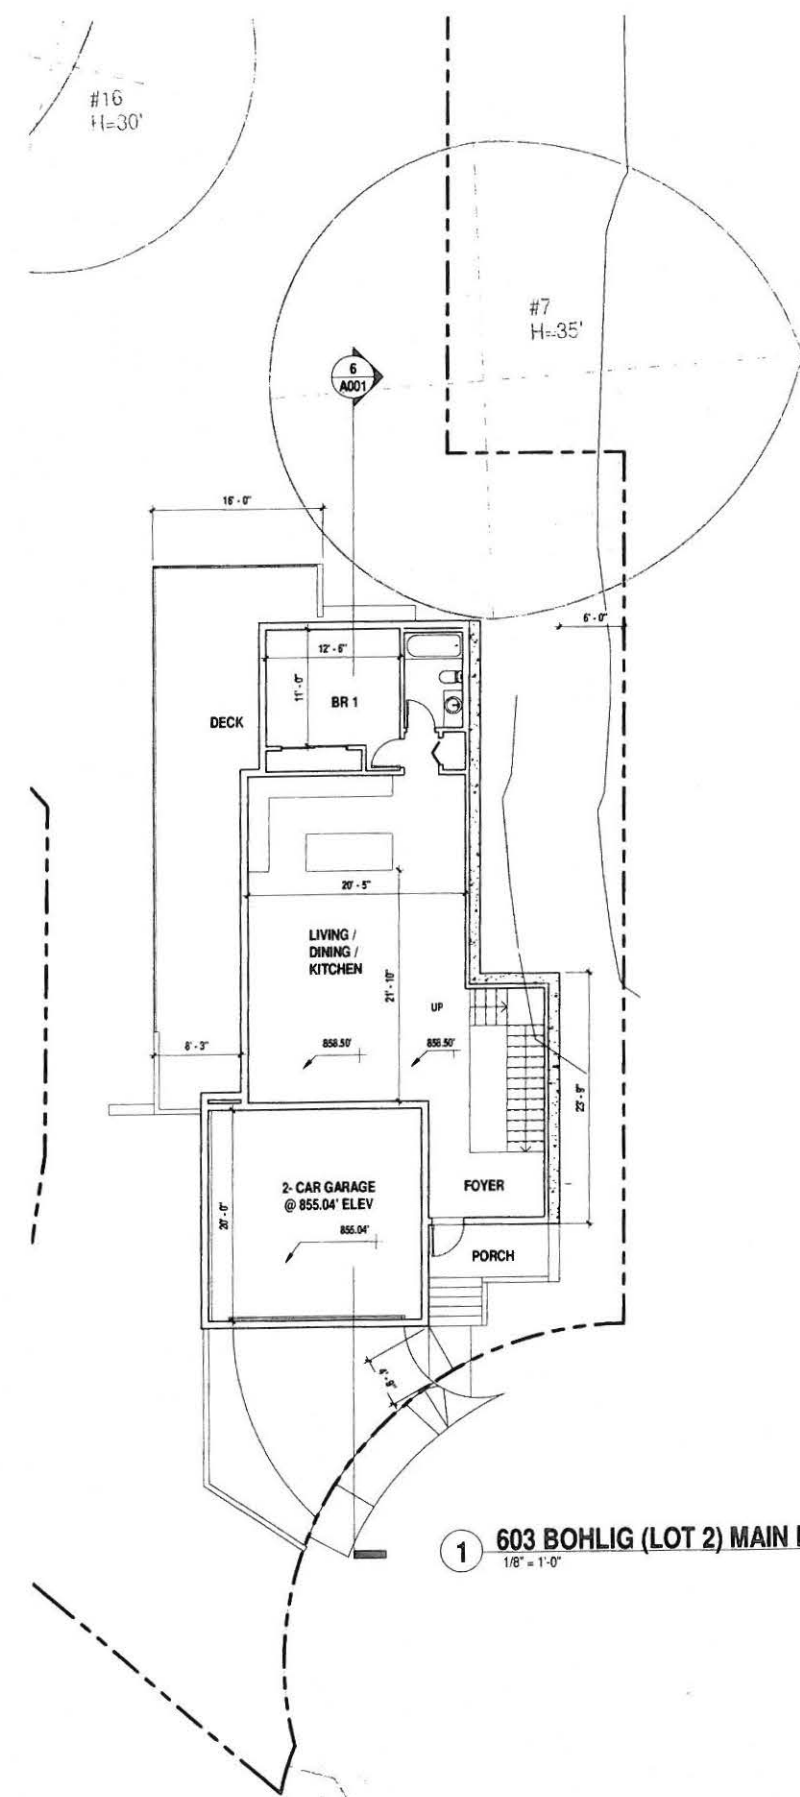 #16
H=30'
#7
H=35'
6
A001
16' - 0"
6' - 0"
12' - 6"
11' - 0"
BR 1
DECK
20' - 5"
LIVING /
DINING /
KITCHEN
21' - 10"
UP
858.50'
858.50'
8' - 3"
23' - 9"
2- CAR GARAGE
@ 855.04' ELEV
20' - 0"
855.04'
FOYER
PORCH
1
603 BOHLIG (LOT 2) MAIN
1/8" = 1'-0"